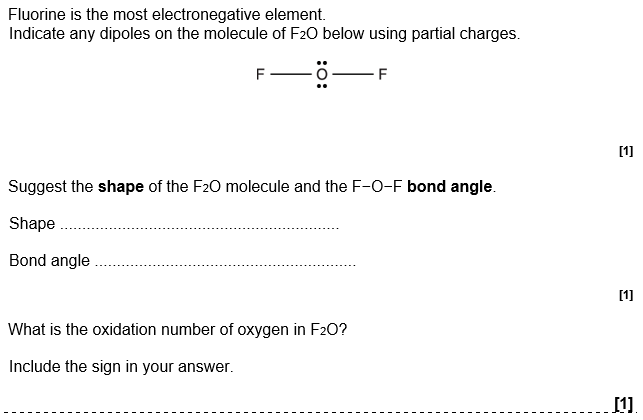 Fluorine is the most electronegative element.
Indicate any dipoles on the molecule of F2O below using partial charges.
F — O — F
[1]
Suggest the shape of the F2O molecule and the F−O−F bond angle.
Shape ................................................................
Bond angle ............................................................
[1]
What is the oxidation number of oxygen in F2O?
Include the sign in your answer.
[1]